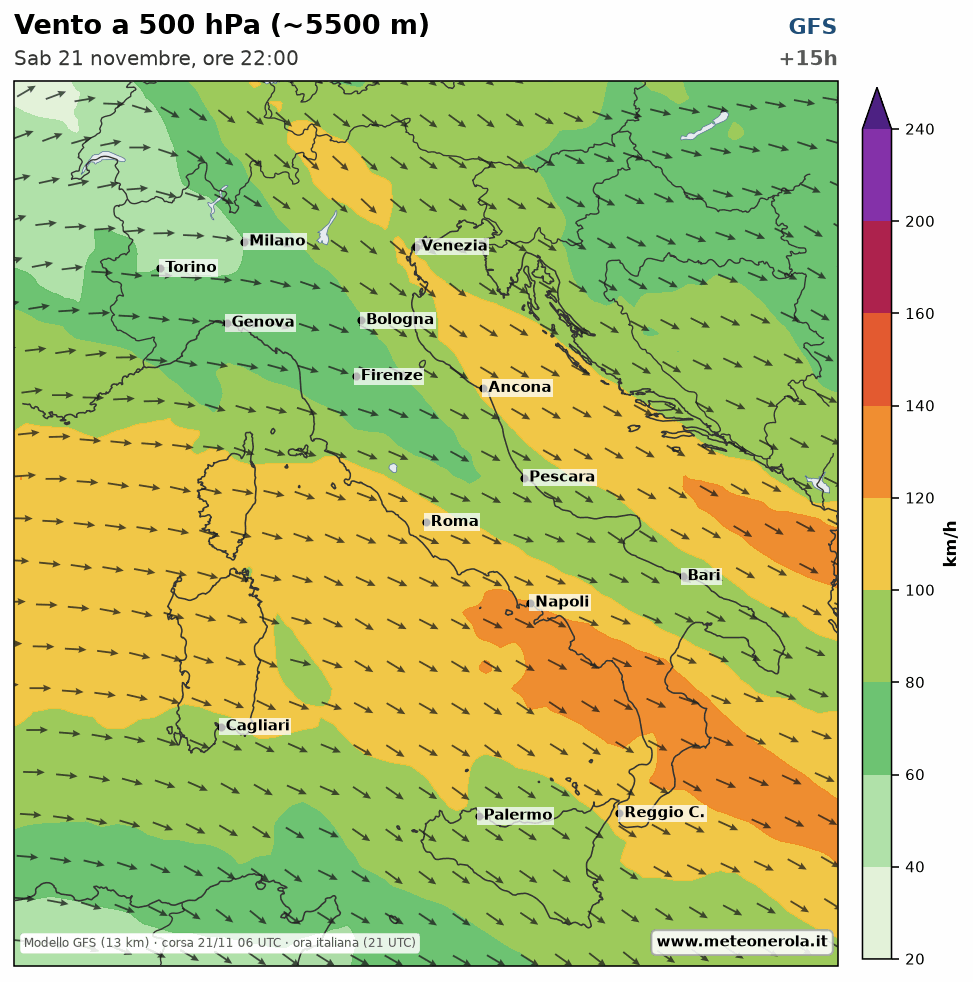 Vento a 500 hPa (~5500 m)
GFS
Sab 21 novembre, ore 22:00
+15h
Milano
Venezia
Torino
Genova
Bologna
Firenze
Ancona
Pescara
Roma
Bari
Napoli
Cagliari
Palermo
Reggio C.
Modello GFS (13 km) · corsa 21/11 06 UTC · ora italiana (21 UTC)
www.meteonerola.it
240
200
160
140
120
100
80
60
40
20
km/h